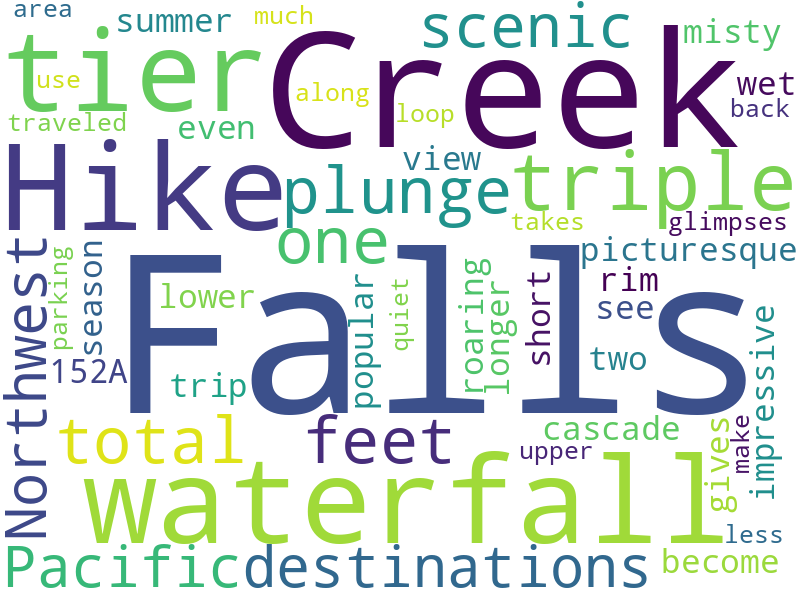 area
summer
much
scenic
misty
tier
Creek
use
along
loop
wet
back
traveled
even
view
Hike
plunge
triple
takes
glimpses
one
picturesque
Northwest
parking
season
Falls
lower
popular
quiet
roaring
longer
short
rim
see
152A
trip
two
impressive
total
feet
cascade
upper
gives
make
waterfall
less
Pacific
destinations
become